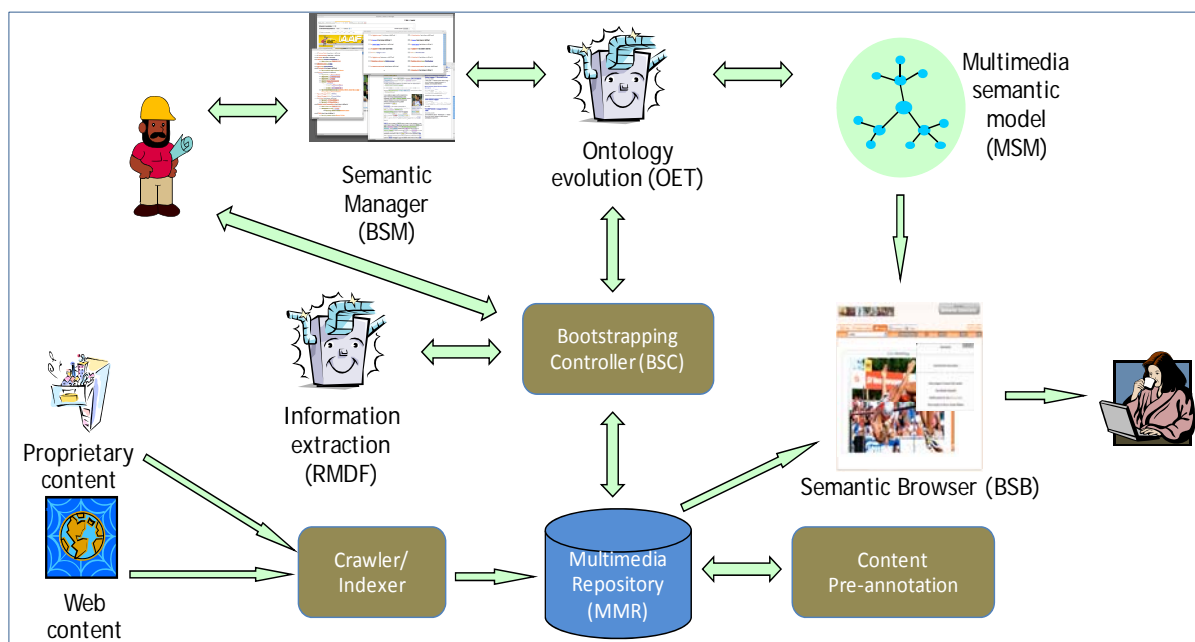 Multimedia
semantic
model
(MSM)
Semantic
Manager
(BSM)
Ontology
evolution (OET)
Bootstrapping
Controller (BSC)
Information
extraction
(RMDF)
Proprietary
content
Semantic Browser (BSB)
Crawler/
Indexer
Multimedia
Repository
(MMR)
Content
Pre-annotation
Web
content